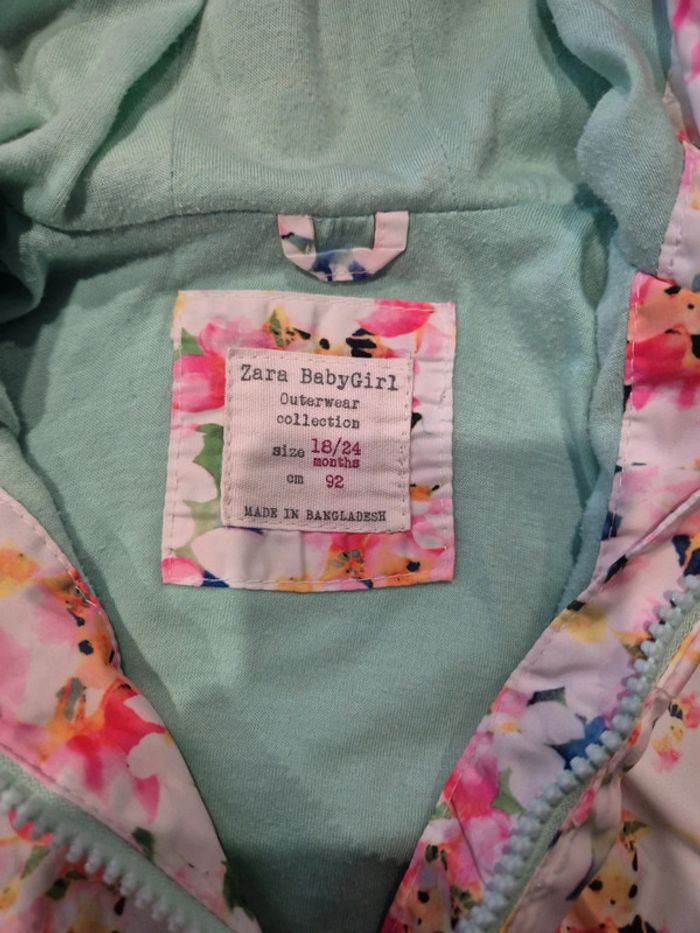 Zara BabyGirl
Outerwear
collection
size 18/24
months
cm 92
MADE IN BANGLADESH